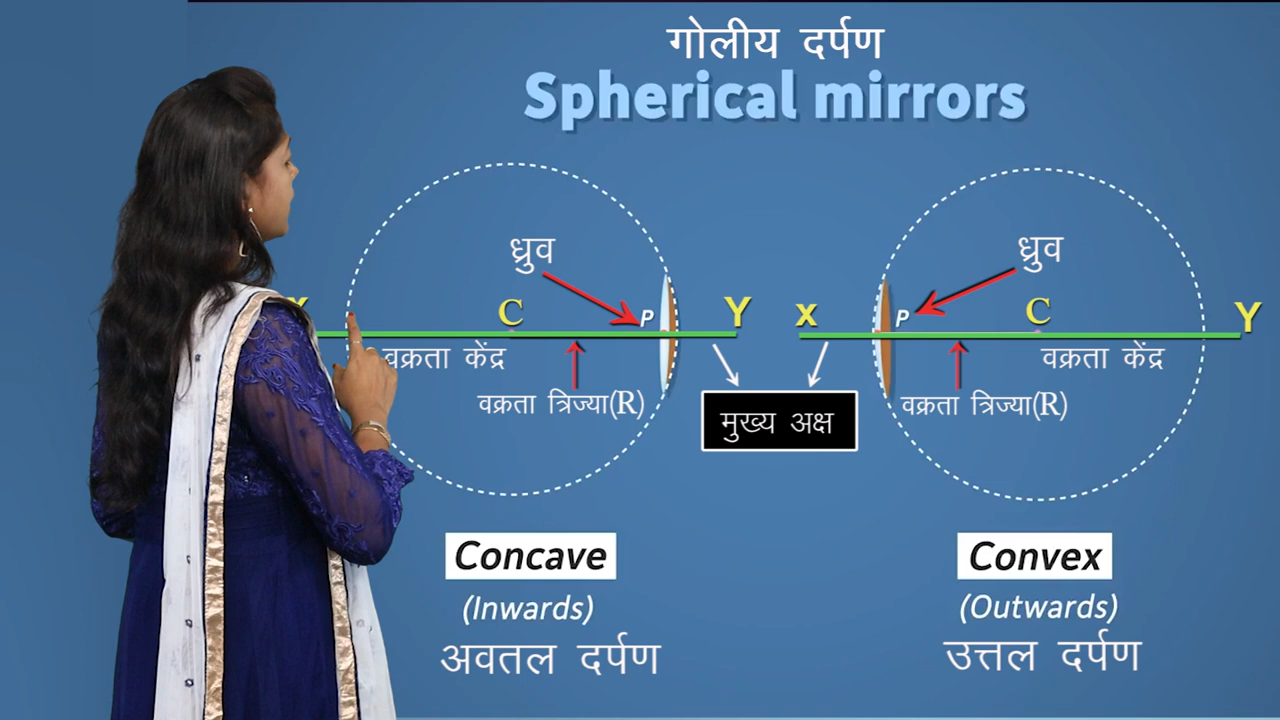 गोलीय दर्पण
Spherical mirrors
ध्रुव
C
P
Y
वक्रता केंद्र
वक्रता त्रिज्या(R)
x
ध्रुव
P
C
Y
वक्रता केंद्र
वक्रता त्रिज्या(R)
मुख्य अक्ष
Concave
(Inwards)
अवतल दर्पण
Convex
(Outwards)
उत्तल दर्पण